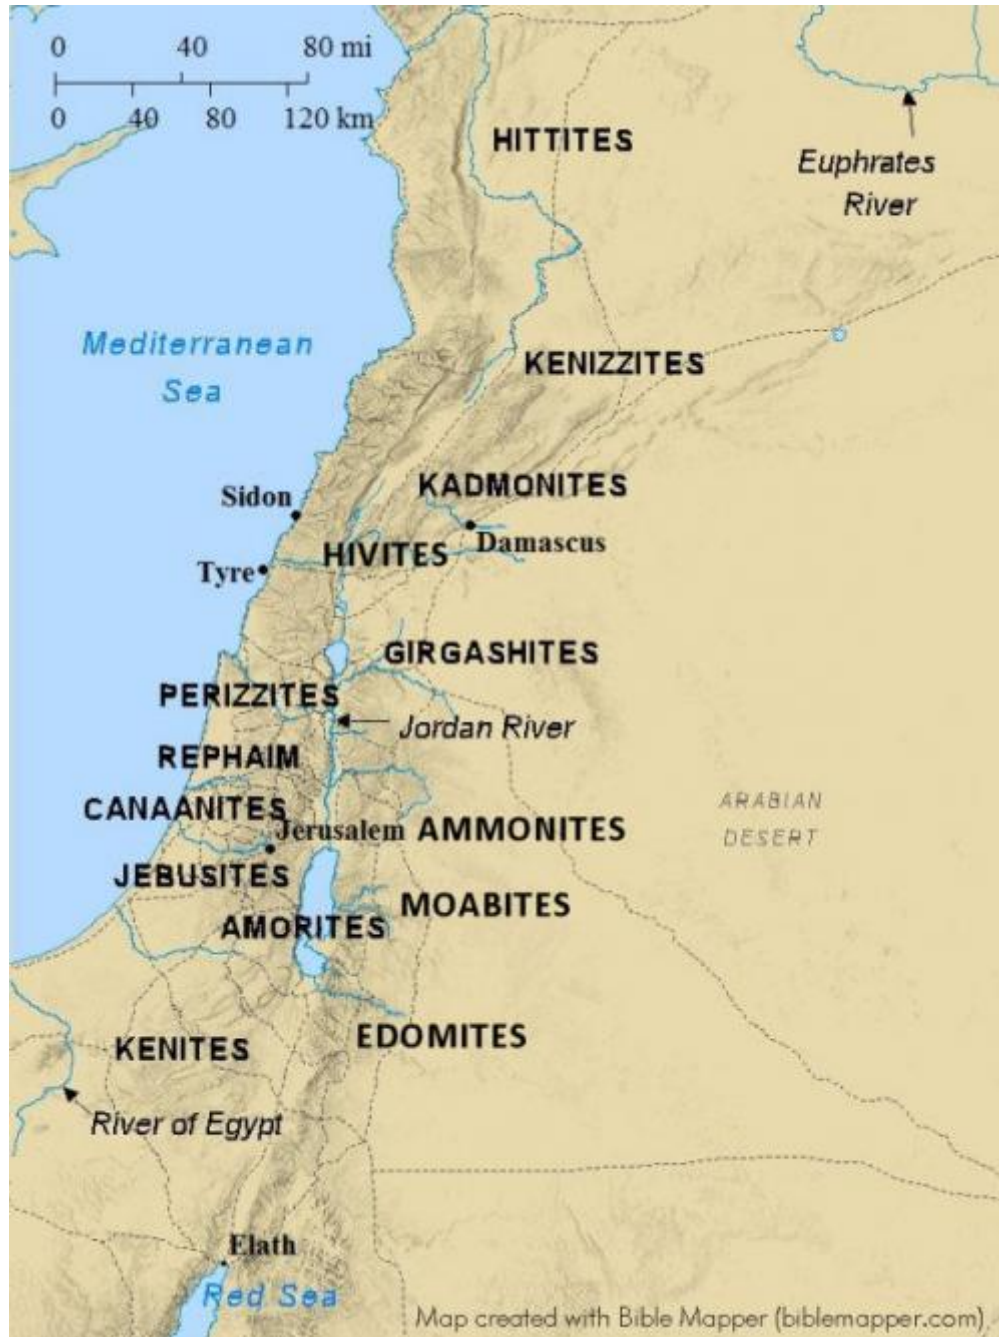 0 40 80 mi
0 40 80 120 km
HITTITES
Euphrates
River
Mediterranean
Sea
KENIZZITES
KADMONITES
Sidon
Damascus
HIVITES
Tyre
GIRGASHITES
PERIZZITES
Jordan River
REPHAIM
ARABIAN
DESERT
CANAANITES
Jerusalem
AMMONITES
JEBUSITES
MOABITES
AMORITES
EDOMITES
KENITES
River of Egypt
Elath
Red Sea
Map created with Bible Mapper (biblemapper.com).